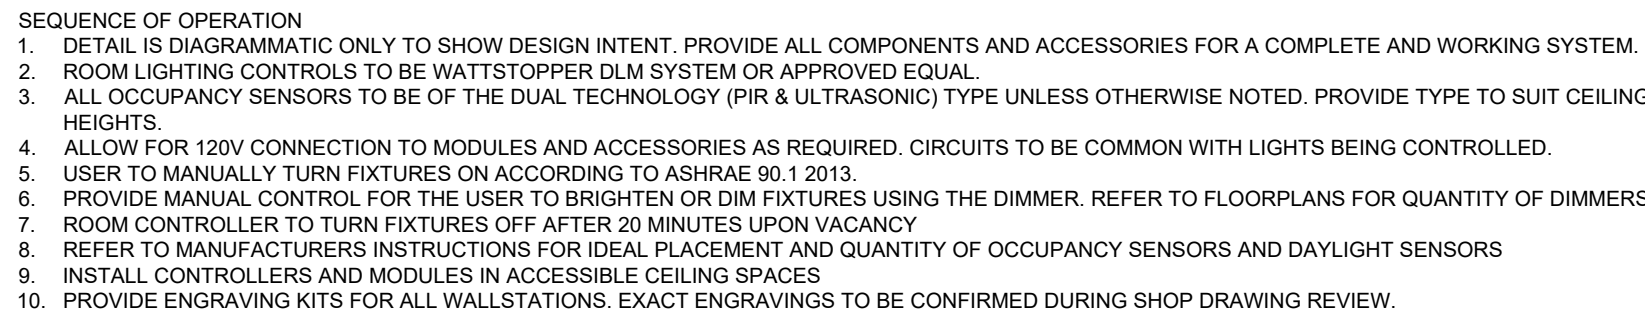 SEQUENCE OF OPERATION
1. DETAIL IS DIAGRAMMATIC ONLY TO SHOW DESIGN INTENT. PROVIDE ALL COMPONENTS AND ACCESSORIES FOR A COMPLETE AND WORKING SYSTEM.
2. ROOM LIGHTING CONTROLS TO BE WATTSTOPPER DLM SYSTEM OR APPROVED EQUAL.
3. ALL OCCUPANCY SENSORS TO BE OF THE DUAL TECHNOLOGY (PIR & ULTRASONIC) TYPE UNLESS OTHERWISE NOTED. PROVIDE TYPE TO SUIT CEILING
HEIGHTS.
4. ALLOW FOR 120V CONNECTION TO MODULES AND ACCESSORIES AS REQUIRED. CIRCUITS TO BE COMMON WITH LIGHTS BEING CONTROLLED.
5. USER TO MANUALLY TURN FIXTURES ON ACCORDING TO ASHRAE 90.1 2013.
6. PROVIDE MANUAL CONTROL FOR THE USER TO BRIGHTEN OR DIM FIXTURES USING THE DIMMER. REFER TO FLOORPLANS FOR QUANTITY OF DIMMERS
7. ROOM CONTROLLER TO TURN FIXTURES OFF AFTER 20 MINUTES UPON VACANCY
8. REFER TO MANUFACTURERS INSTRUCTIONS FOR IDEAL PLACEMENT AND QUANTITY OF OCCUPANCY SENSORS AND DAYLIGHT SENSORS
9. INSTALL CONTROLLERS AND MODULES IN ACCESSIBLE CEILING SPACES
10. PROVIDE ENGRAVING KITS FOR ALL WALLSTATIONS. EXACT ENGRAVINGS TO BE CONFIRMED DURING SHOP DRAWING REVIEW.